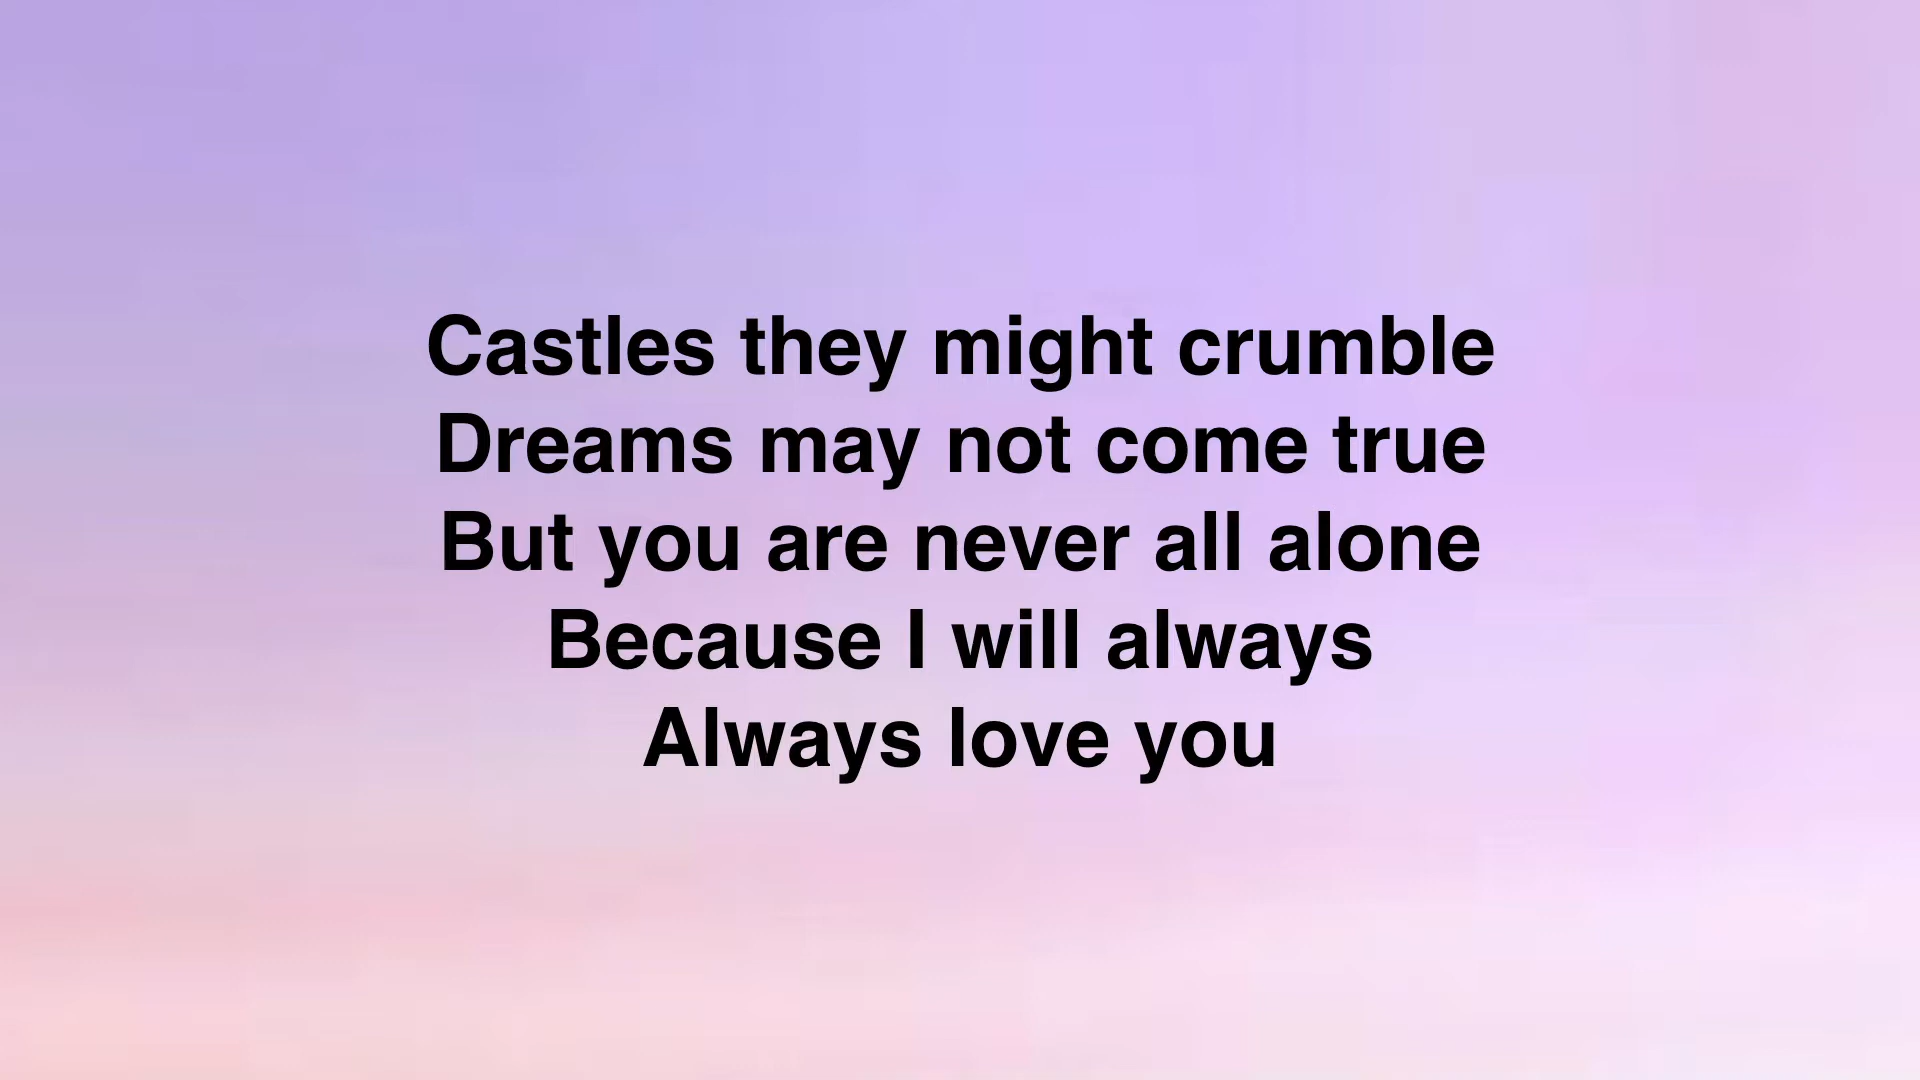 Castles they might crumble
Dreams may not come true
But you are never all alone
Because I will always
Always love you